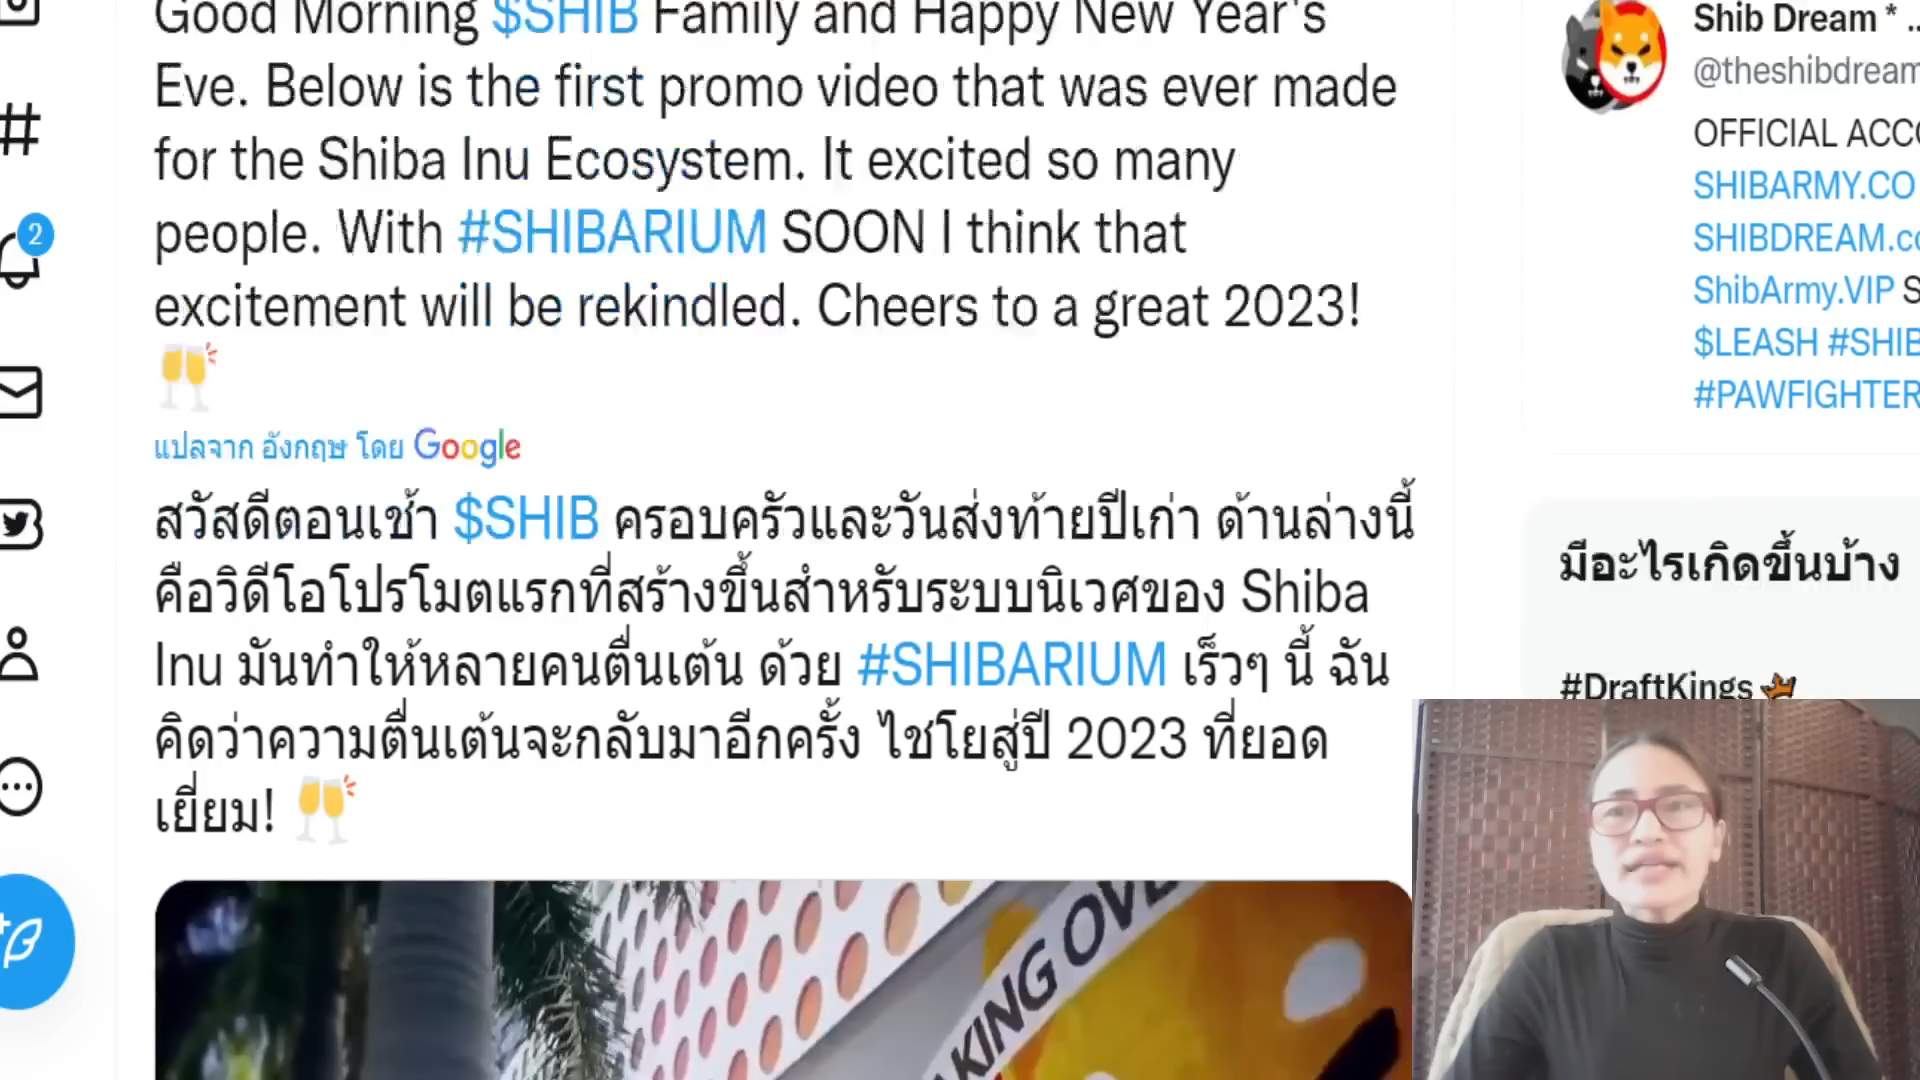 Good Morning $SHIB Family and Happy New Year's
Eve. Below is the first promo video that was ever made
for the Shiba Inu Ecosystem. It excited so many
people. With #SHIBARIUM SOON I think that
excitement will be rekindled. Cheers to a great 2023!
แปลจาก อังกฤษ โดย Google
สวัสดีตอนเช้า $SHIB ครอบครัวและวันส่งท้ายปีเก่า ด้านล่างนี้
คือวิดีโอโปรโมตแรกที่สร้างขึ้นสำหรับระบบนิเวศของ Shiba
Inu มันทำให้หลายคนตื่นเต้น ด้วย #SHIBARIUM เร็วๆ นี้ ฉัน
คิดว่าความตื่นเต้นจะกลับมาอีกครั้ง ไชโยสู่ปี 2023 ที่ยอด
เยี่ยม!
AKING OVE
2
Shib Dream * ..
@theshibdream
OFFICIAL ACCO
SHIBARMY.CO
SHIBDREAM.co
ShibArmy.VIP S
$LEASH #SHIB
#PAWFIGHTER
มีอะไรเกิดขึ้นบ้าง
#DraftKings